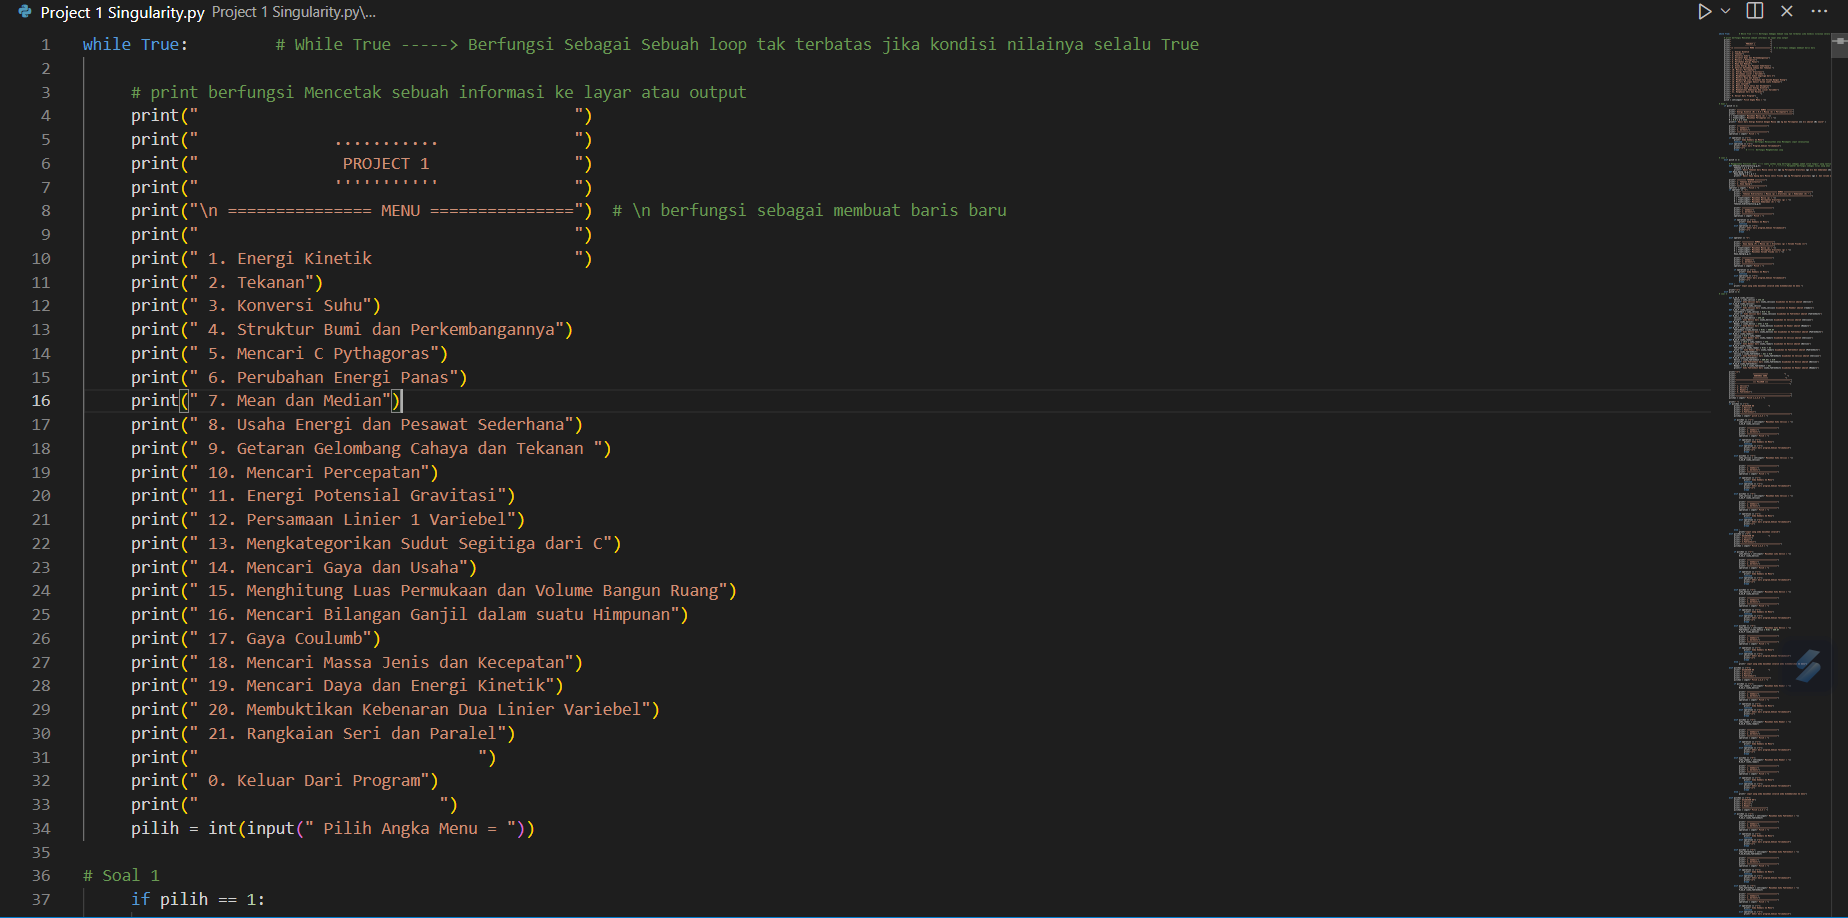 Project 1 Singularity.py Project 1 Singularity.py\...
1 while True:         # While True -----> Berfungsi Sebagai Sebuah loop tak terbatas jika kondisi nilainya selalu True
2
3     # print berfungsi Mencetak sebuah informasi ke layar atau output
4     print("                                       ")
5     print("              ...........              ")
6     print("               PROJECT 1               ")
7     print("              '''''''''''              ")
8     print("\n =============== MENU ===============")  # \n berfungsi sebagai membuat baris baru
9     print("                                       ")
10     print(" 1. Energi Kinetik                     ")
11     print(" 2. Tekanan")
12     print(" 3. Konversi Suhu")
13     print(" 4. Struktur Bumi dan Perkembangannya")
14     print(" 5. Mencari C Pythagoras")
15     print(" 6. Perubahan Energi Panas")
16     print(" 7. Mean dan Median")
17     print(" 8. Usaha Energi dan Pesawat Sederhana")
18     print(" 9. Getaran Gelombang Cahaya dan Tekanan ")
19     print(" 10. Mencari Percepatan")
20     print(" 11. Energi Potensial Gravitasi")
21     print(" 12. Persamaan Linier 1 Variebel")
22     print(" 13. Mengkategorikan Sudut Segitiga dari C")
23     print(" 14. Mencari Gaya dan Usaha")
24     print(" 15. Menghitung Luas Permukaan dan Volume Bangun Ruang")
25     print(" 16. Mencari Bilangan Ganjil dalam suatu Himpunan")
26     print(" 17. Gaya Coulumb")
27     print(" 18. Mencari Massa Jenis dan Kecepatan")
28     print(" 19. Mencari Daya dan Energi Kinetik")
29     print(" 20. Membuktikan Kebenaran Dua Linier Variebel")
30     print(" 21. Rangkaian Seri dan Paralel")
31     print("                             ")
32     print(" 0. Keluar Dari Program")
33     print("                         ")
34     pilih = int(input(" Pilih Angka Menu = "))
35
36 # Soal 1
37     if pilih == 1: